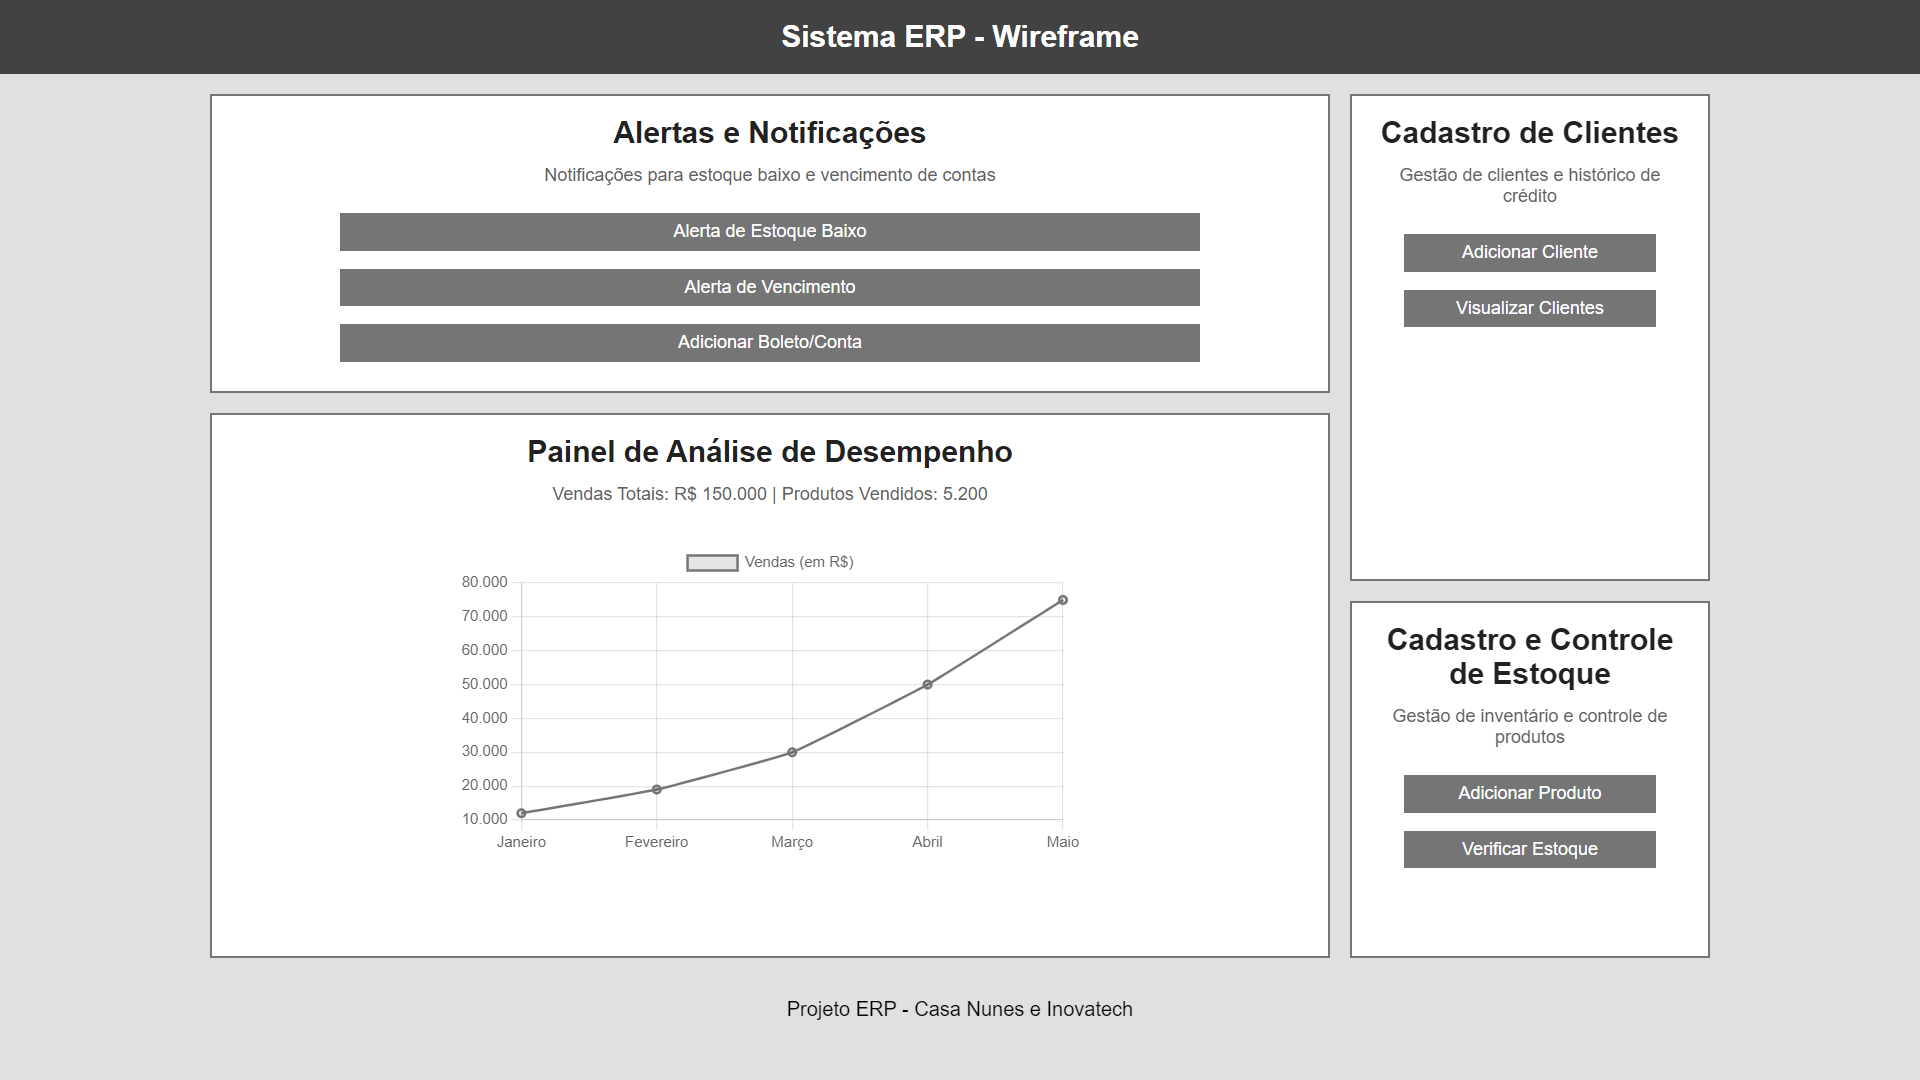 Sistema ERP - Wireframe
Alertas e Notificações
Notificações para estoque baixo e vencimento de contas
Alerta de Estoque Baixo
Alerta de Vencimento
Adicionar Boleto/Conta
Cadastro de Clientes
Gestão de clientes e histórico de
crédito
Adicionar Cliente
Visualizar Clientes
Painel de Análise de Desempenho
Vendas Totais: R$ 150.000 | Produtos Vendidos: 5.200
Vendas (em R$)
80.000
70.000
60.000
50.000
40.000
30.000
20.000
10.000
Janeiro Fevereiro Março Abril Maio
Cadastro e Controle
de Estoque
Gestão de inventário e controle de
produtos
Adicionar Produto
Verificar Estoque
Projeto ERP - Casa Nunes e Inovatech